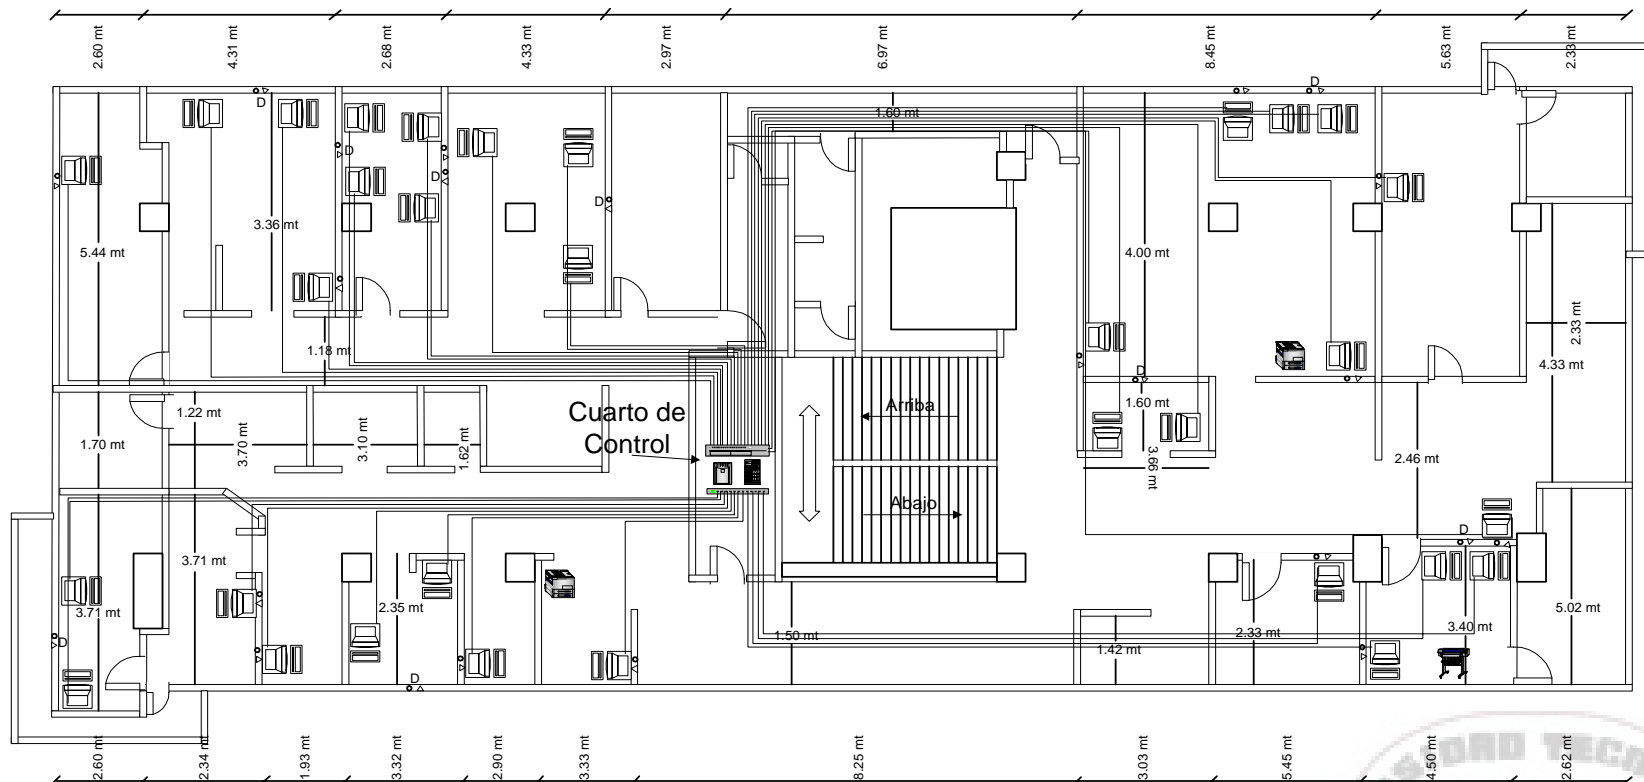 2.60 mt
4.31 mt
2.68 mt
4.33 mt
2.97 mt
6.97 mt
8.45 mt
5.63 mt
2.33 mt
D
D
1.60 mt
D
D
D
3.36 mt
5.44 mt
4.00 mt
2.33 mt
1.18 mt
4.33 mt
D
1.22 mt
1.70 mt
3.70 mt
3.10 mt
1.62 mt
Cuarto de
Control
Arriba
1.60 mt
3.66 mt
2.46 mt
Abajo
D
3.71 mt
3.71 mt
2.35 mt
5.02 mt
D
1.50 mt
1.42 mt
2.33 mt
3.40 mt
D
2.60 mt
2.34 mt
1.93 mt
3.32 mt
2.90 mt
3.33 mt
8.25 mt
3.03 mt
5.45 mt
4.50 mt
2.62 mt